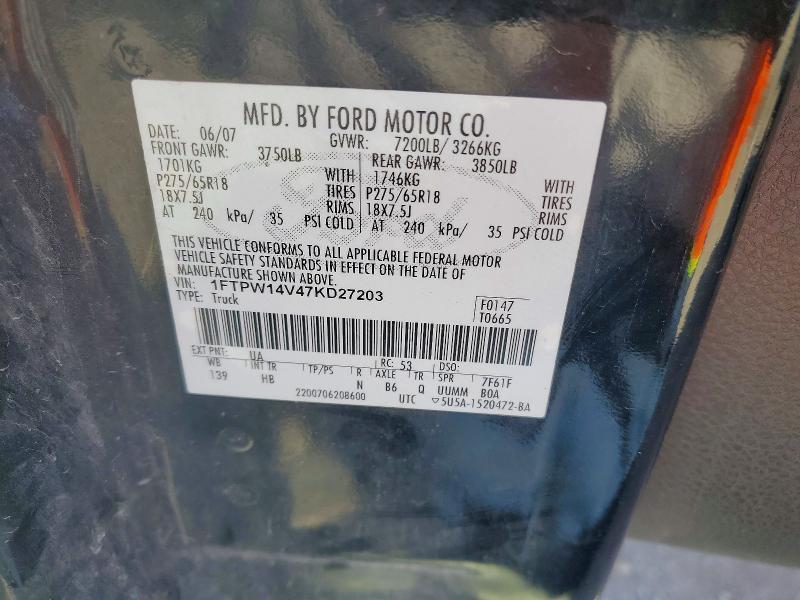 MFD. BY FORD MOTOR CO.
DATE: 06/07 GVWR: 7200LB/ 3266KG
FRONT GAWR: 3750LB REAR GAWR: 3850LB
1701KG WITH 1746KG WITH
P275/65R18 TIRES P275/65R18 TIRES
18X7.5J RIMS 18X7.5J RIMS
AT 240 kPa/ 35 PSI COLD AT 240 kPa/ 35 PSI COLD
THIS VEHICLE CONFORMS TO ALL APPLICABLE FEDERAL MOTOR
VEHICLE SAFETY STANDARDS IN EFFECT ON THE DATE OF
MANUFACTURE SHOWN ABOVE.
VIN: 1FTPW14V47KD27203
TYPE: Truck
F0147
T0665
EXT PNT: UA RC: 53 DSO:
WB INT TR TP/PS R AXLE TR SPR 7F61F
139 HB N B6 Q UUMM B0A
2200706208600 UTC ▽5U5A-1520472-BA
Ford